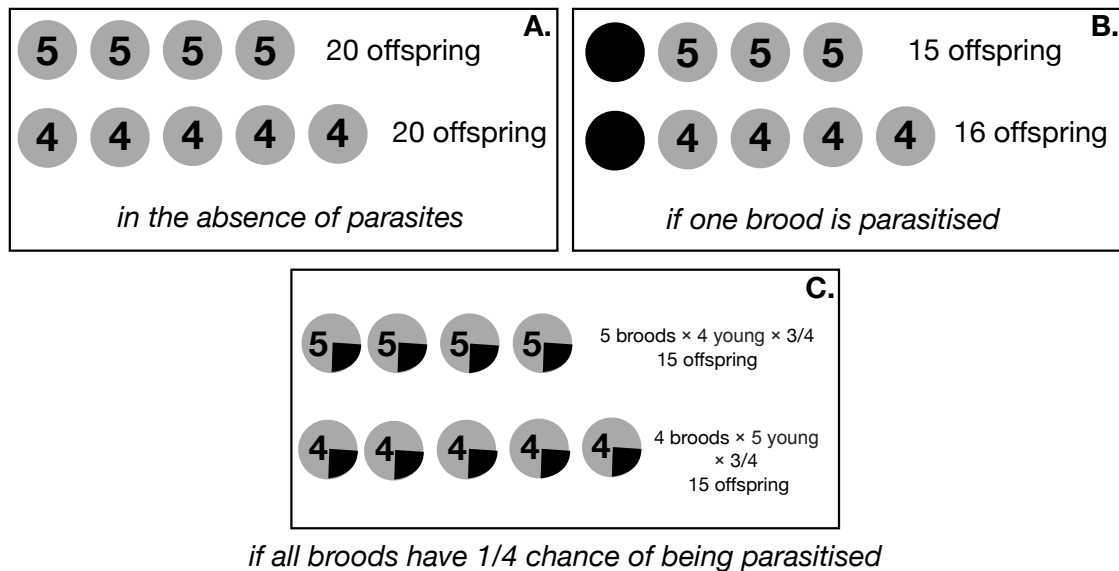 A.
5 5 5 5 20 offspring
4 4 4 4 4 20 offspring
in the absence of parasites
B.
5 5 5 15 offspring
4 4 4 4 16 offspring
if one brood is parasitised
C.
5 5 5 5 5 broods × 4 young × 3/4
15 offspring
4 4 4 4 4 4 broods × 5 young
× 3/4
15 offspring
if all broods have 1/4 chance of being parasitised